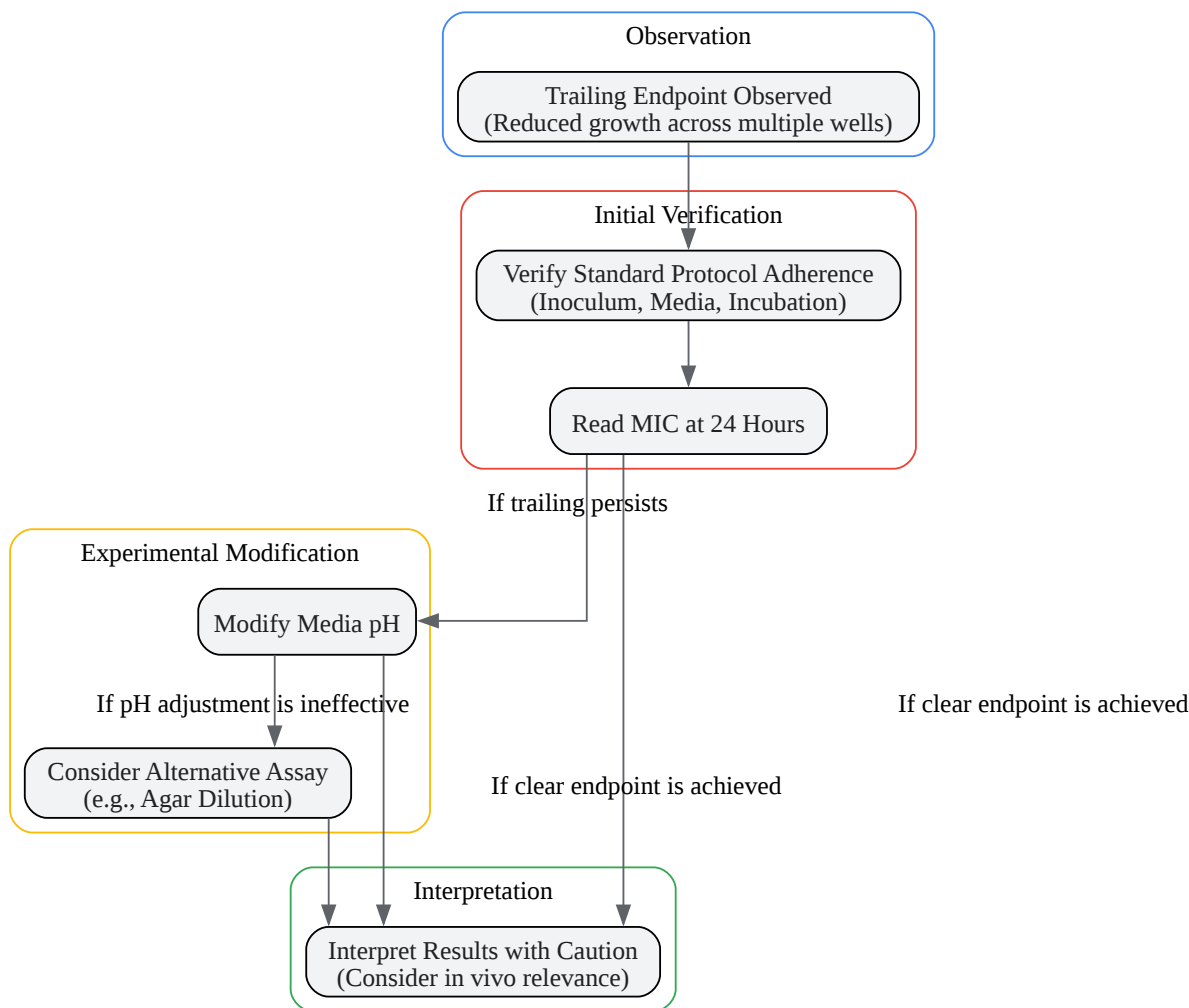 Observation
Trailing Endpoint Observed
(Reduced growth across multiple wells)
Initial Verification
Verify Standard Protocol Adherence
(Inoculum, Media, Incubation)
Read MIC at 24 Hours
If trailing persists
Experimental Modification
Modify Media pH
If pH adjustment is ineffective
If clear endpoint is achieved
Consider Alternative Assay
(e.g., Agar Dilution)
If clear endpoint is achieved
Interpretation
Interpret Results with Caution
(Consider in vivo relevance)